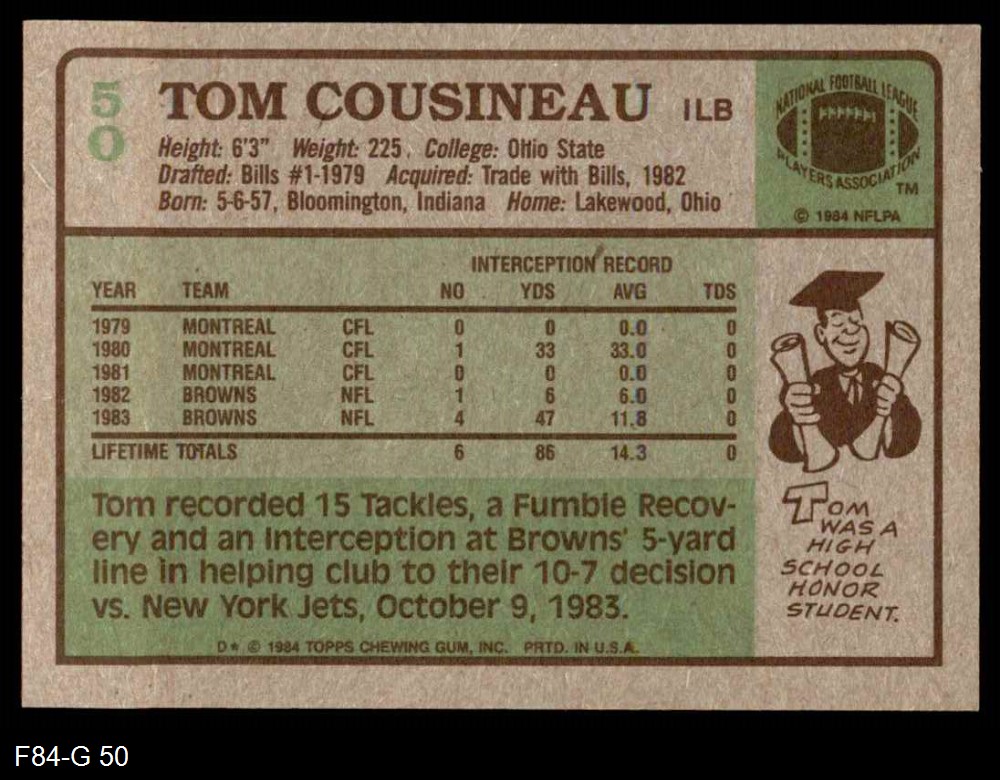 50
TOM COUSINEAU ILB
Height: 6'3" Weight: 225. College: Ohio State
Drafted: Bills #1-1979 Acquired: Trade with Bills, 1982
Born: 5-6-57, Bloomington, Indiana Home: Lakewood, Ohio
NATIONAL FOOTBALL LEAGUE
PLAYERS ASSOCIATION
TM
© 1984 NFLPA
INTERCEPTION RECORD
YEAR TEAM NO YDS AVG TDS
1979 MONTREAL CFL 0 0 0.0 0
1980 MONTREAL CFL 1 33 33.0 0
1981 MONTREAL CFL 0 0 0.0 0
1982 BROWNS NFL 1 6 6.0 0
1983 BROWNS NFL 4 47 11.8 0
LIFETIME TOTALS 6 86 14.3 0
Tom recorded 15 Tackles, a Fumble Recov-
ery and an Interception at Browns' 5-yard
line in helping club to their 10-7 decision
vs. New York Jets, October 9, 1983.
TOM
WAS A
HIGH
SCHOOL
HONOR
STUDENT.
D* © 1984 TOPPS CHEWING GUM, INC. PRTD. IN U.S.A.
F84-G 50